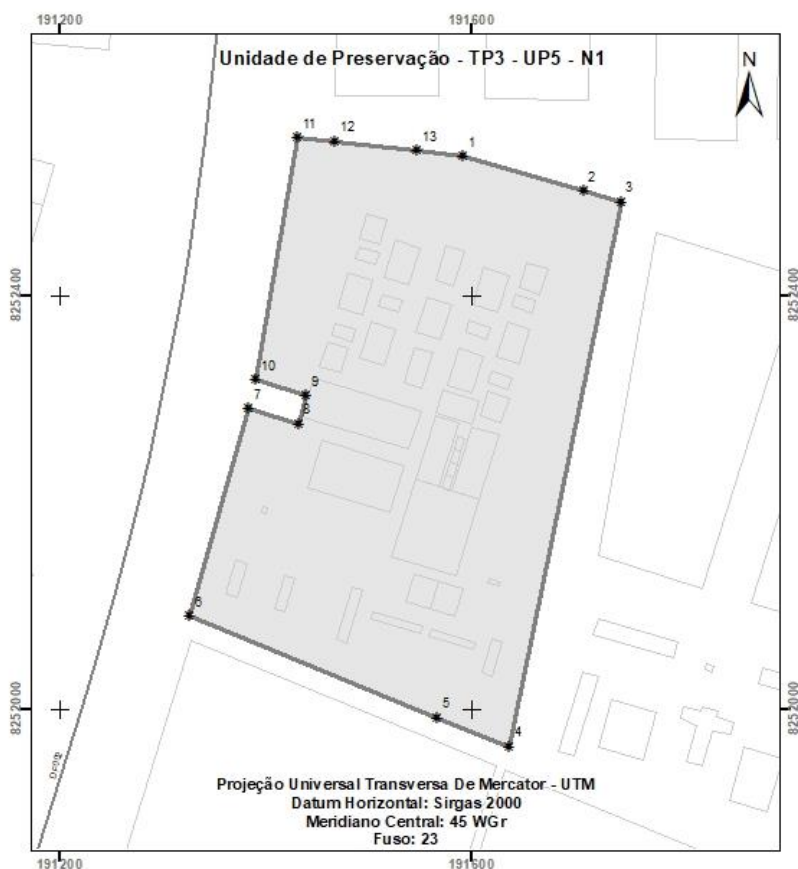 191200 191600
Unidade de Preservação - TP3 - UP5 - N1
N
11
12
13
1
2
3
8252400 8252400
10
9
7
8
6
5
8252000 8252000
4
Projeção Universal Transversa De Mercator - UTM
Datum Horizontal: Sirgas 2000
Meridiano Central: 45 WGr
Fuso: 23
191200 191600